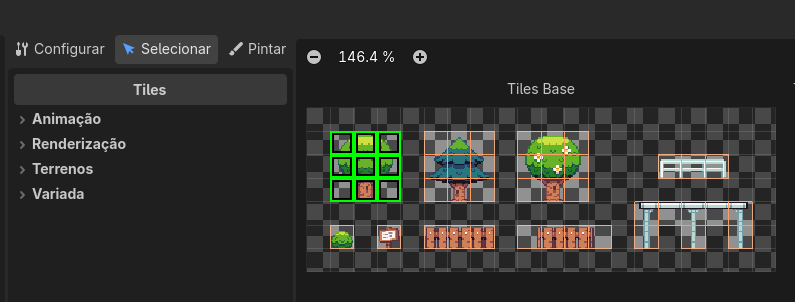 Configurar Selecionar Pintar
146.4 %
Tiles
Tiles Base
Animação
Renderização
Terrenos
Variada